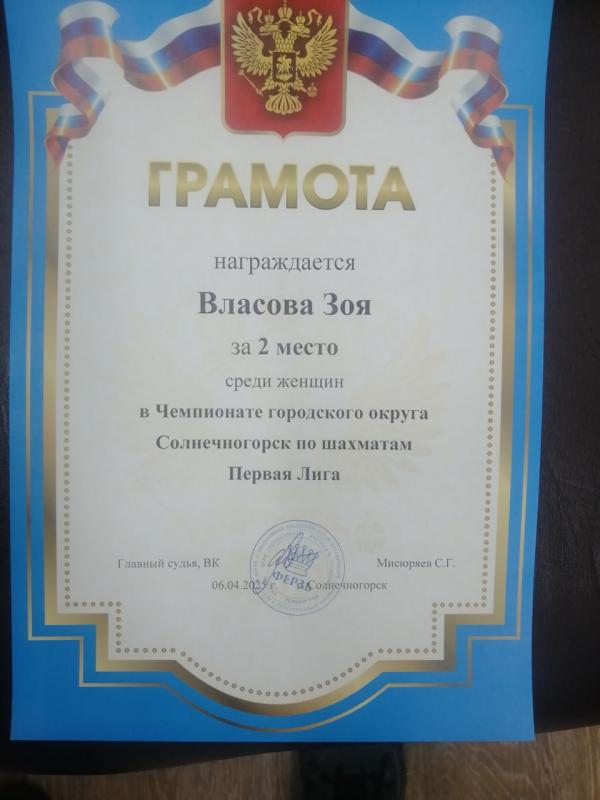 ГРАМОТА
награждается
Власова Зоя
за 2 место
среди женщин
в Чемпионате городского округа
Солнечногорск по шахматам
Первая Лига
Главный судья, ВК Мисюряев С.Г.
06.04.2025 г. Солнечногорск
ФЕРЗЬ